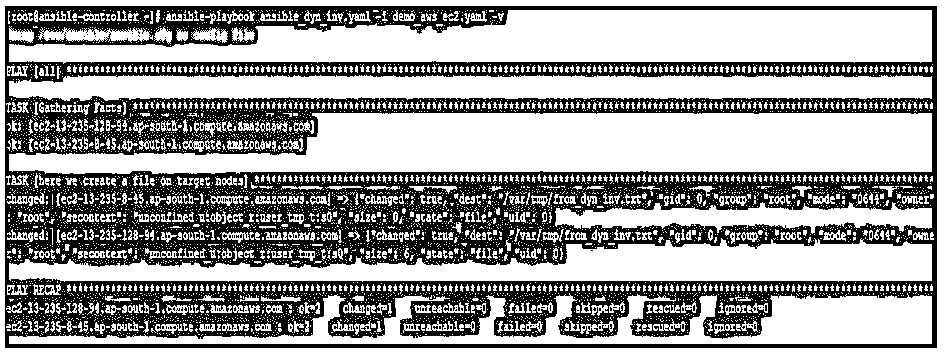 [root@ansible-controller ~]# ansible-playbook ansible_dyn_inv.yaml -i demo_aws_ec2.yaml -v
PLAY [all] ************************************************************
TASK [Gathering Facts] ************************************************************
ok: [ec2-13-235-128-94.ap-south-1.compute.amazonaws.com]
ok: [ec2-13-235-8-45.ap-south-1.compute.amazonaws.com]
TASK [here we create a file on target nodes] ************************************************************
changed: [ec2-13-235-8-45.ap-south-1.compute.amazonaws.com] => {"changed": true, "dest": "/var/tmp/from_dyn_inv.txt", "gid": 0, "group": "root", "mode": "0644", "owner
": "root", "secontext": "unconfined_u:object_r:user_tmp_t:s0", "size": 0, "state": "file", "uid": 0}
changed: [ec2-13-235-128-94.ap-south-1.compute.amazonaws.com] => {"changed": true, "dest": "/var/tmp/from_dyn_inv.txt", "gid": 0, "group": "root", "mode": "0644", "owne
r": "root", "secontext": "unconfined_u:object_r:user_tmp_t:s0", "size": 0, "state": "file", "uid": 0}
PLAY RECAP ************************************************************
ec2-13-235-128-94.ap-south-1.compute.amazonaws.com : ok=2 changed=1 unreachable=0 failed=0 skipped=0 rescued=0 ignored=0
ec2-13-235-8-45.ap-south-1.compute.amazonaws.com : ok=2 changed=1 unreachable=0 failed=0 skipped=0 rescued=0 ignored=0